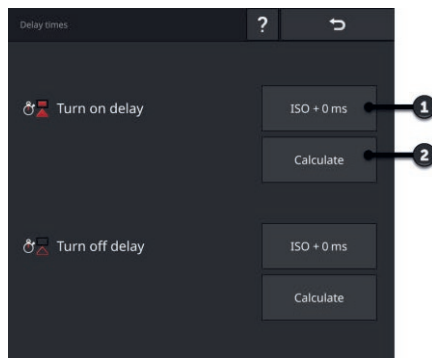 Delay times
?
Turn on delay
ISO + 0 ms
1
Calculate
2
Turn off delay
ISO + 0 ms
Calculate